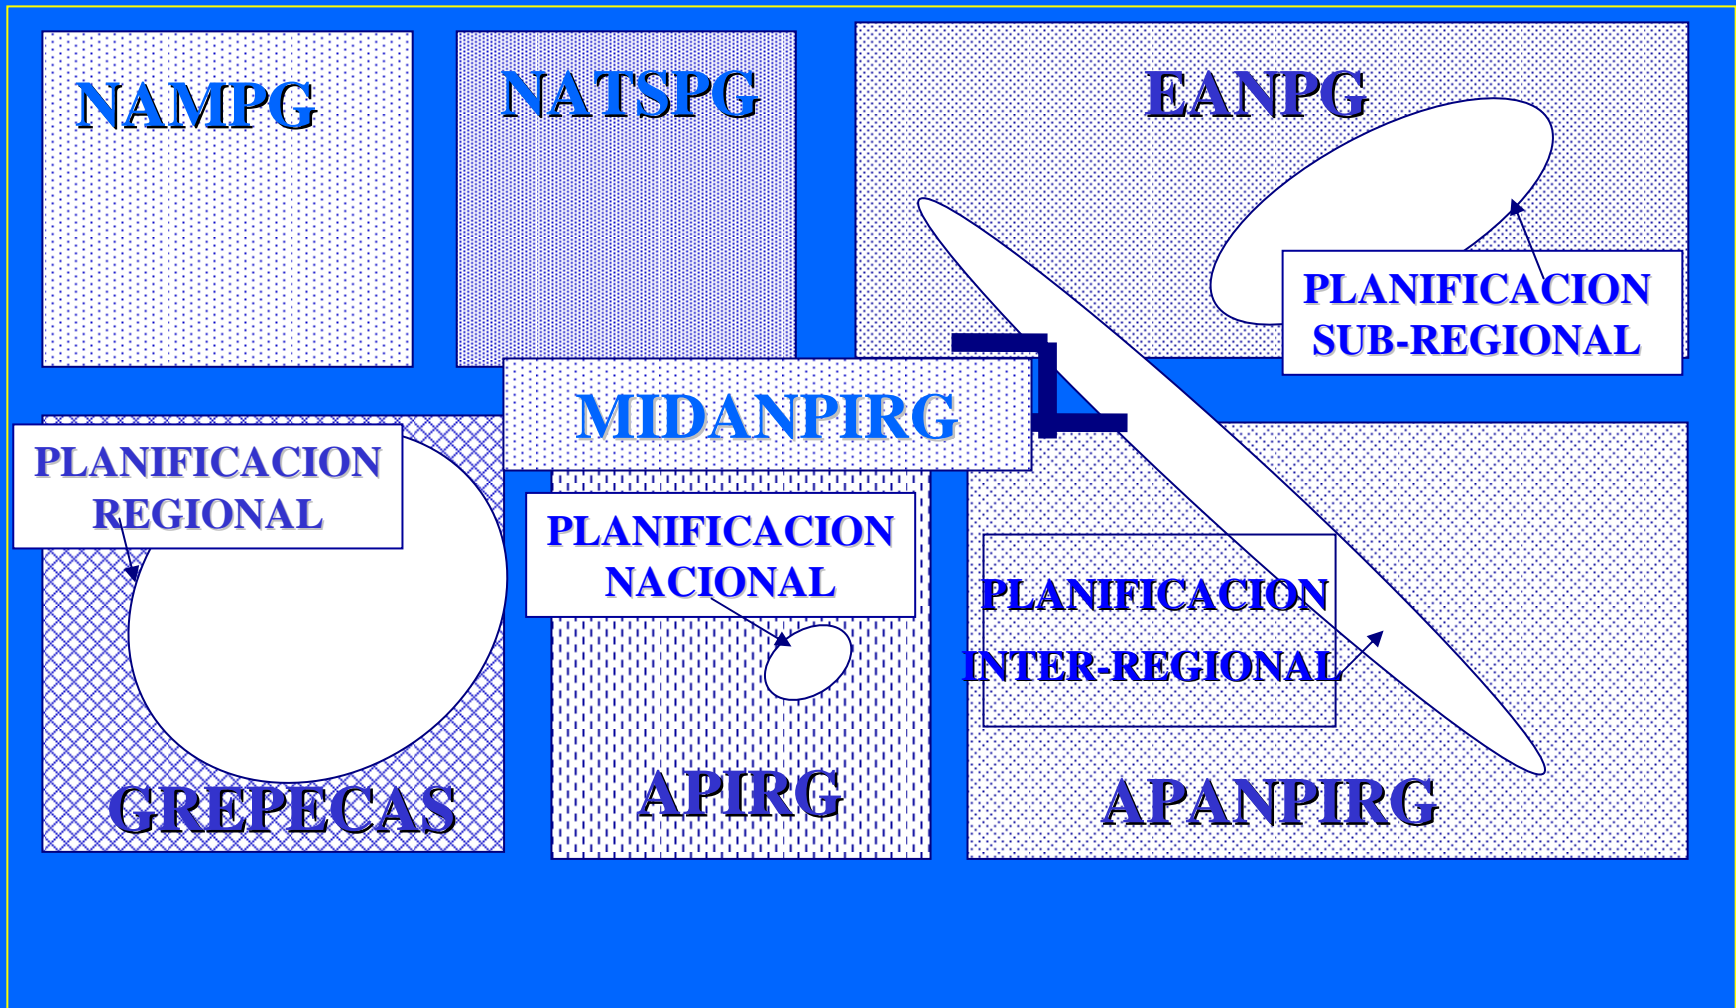 NAMPG
NATSPG
EANPG
PLANIFICACION
SUB-REGIONAL
MIDANPIRG
PLANIFICACION
REGIONAL
PLANIFICACION
NACIONAL
PLANIFICACION
INTER-REGIONAL
GREPECAS
APIRG
APANPIRG